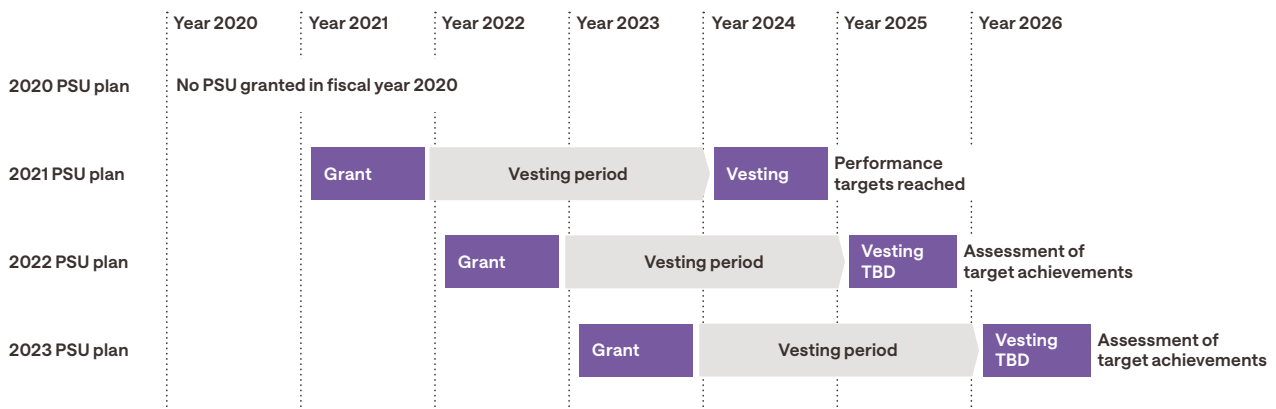 Year 2020 Year 2021 Year 2022 Year 2023 Year 2024 Year 2025 Year 2026
2020 PSU plan No PSU granted in fiscal year 2020
2021 PSU plan Grant Vesting period Vesting Performance
targets reached
2022 PSU plan Grant Vesting period Vesting
TBD Assessment of
target achievements
2023 PSU plan Grant Vesting period Vesting
TBD Assessment of
target achievements